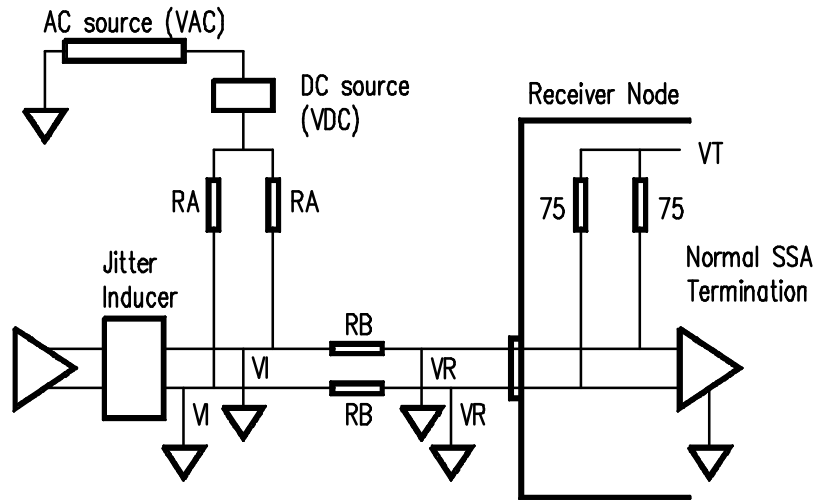 AC source (VAC)
DC source
(VDC)
Receiver Node
VT
RA
RA
75
75
Jitter
Inducer
Normal SSA
Termination
RB
VI
VR
RB
VI
VR